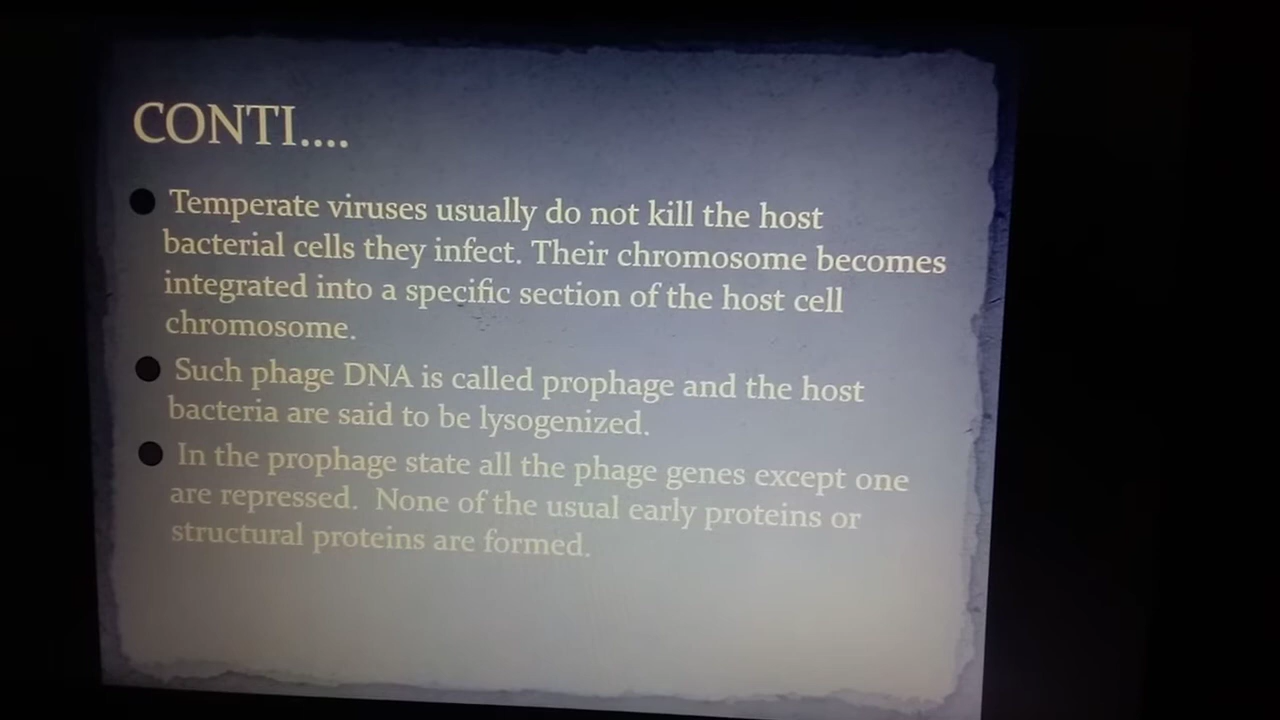 CONTI....
Temperate viruses usually do not kill the host
bacterial cells they infect. Their chromosome becomes
integrated into a specific section of the host cell
chromosome.
Such phage DNA is called prophage and the host
bacteria are said to be lysogenized.
In the prophage state all the phage genes except one
are repressed. None of the usual early proteins or
structural proteins are formed.